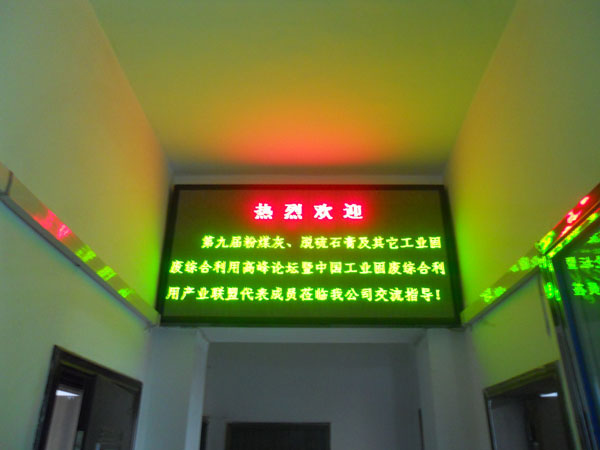 热烈欢迎
第九届粉煤灰、脱硫石膏及其它工业固
废综合利用高峰论坛暨中国工业固废综合利
用产业联盟代表成员莅临我公司交流指导！